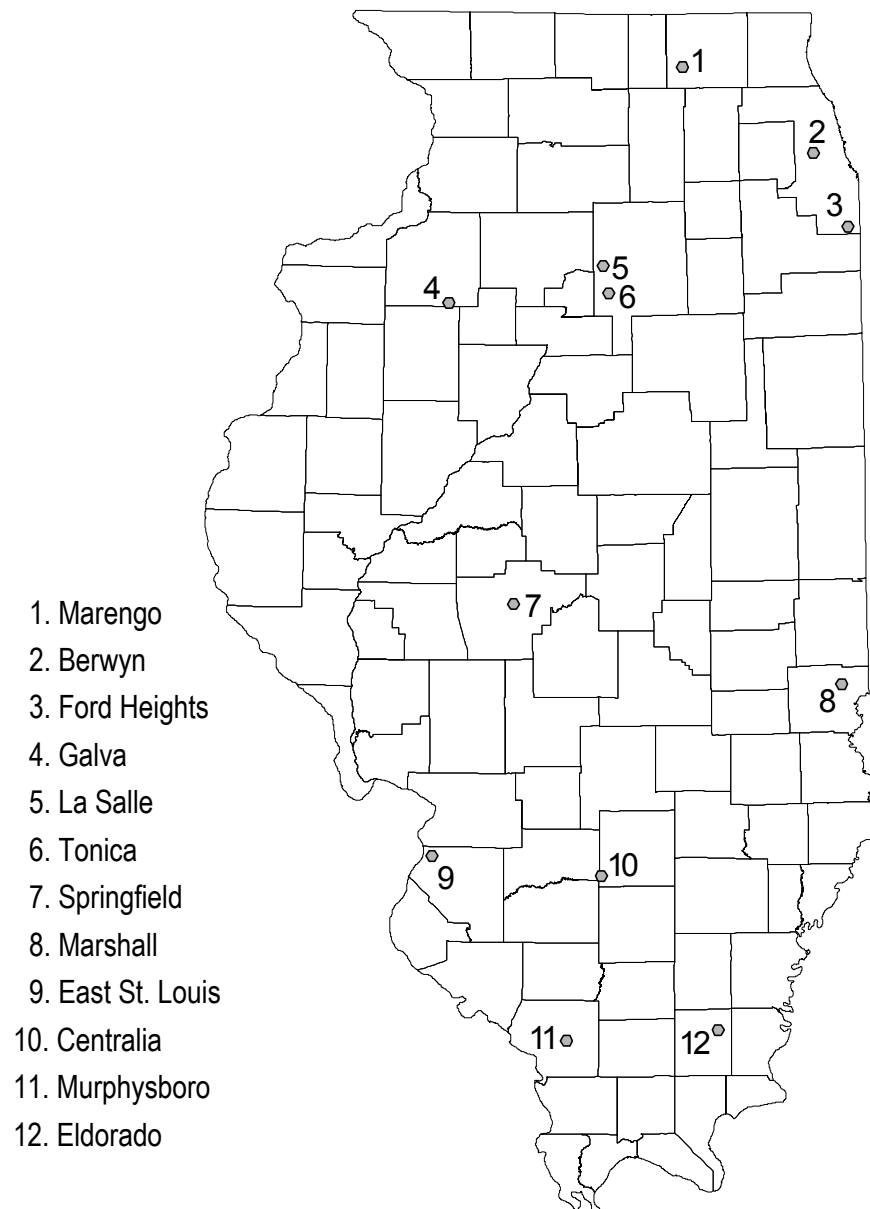 1
2
3
5
4
6
7
8
9
10
11
12
1. Marengo
2. Berwyn
3. Ford Heights
4. Galva
5. La Salle
6. Tonica
7. Springfield
8. Marshall
9. East St. Louis
10. Centralia
11. Murphysboro
12. Eldorado